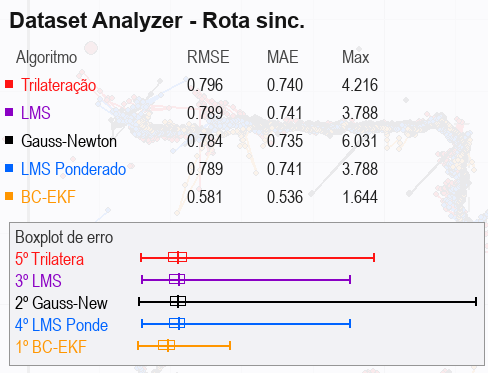 Dataset Analyzer - Rota sinc.
Algoritmo RMSE MAE Max
Trilateração 0.796 0.740 4.216
LMS 0.789 0.741 3.788
Gauss-Newton 0.784 0.735 6.031
LMS Ponderado 0.789 0.741 3.788
BC-EKF 0.581 0.536 1.644
Boxplot de erro
5º Trilatera
3º LMS
2º Gauss-New
4º LMS Ponde
1º BC-EKF